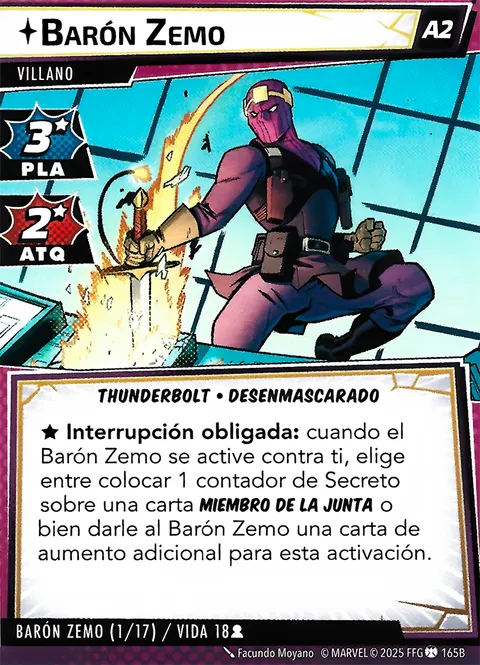 BARÓN ZEMO
A2
VILLANO
3
PLA
2
ATQ
THUNDERBOLT • DESENMASCARADO
★ Interrupción obligada: cuando el
Barón Zemo se active contra ti, elige
entre colocar 1 contador de Secreto
sobre una carta MIEMBRO DE LA JUNTA o
bien darle al Barón Zemo una carta de
aumento adicional para esta activación.
BARÓN ZEMO (1/17) / VIDA 18
Facundo Moyano © MARVEL © 2025 FFG 165B